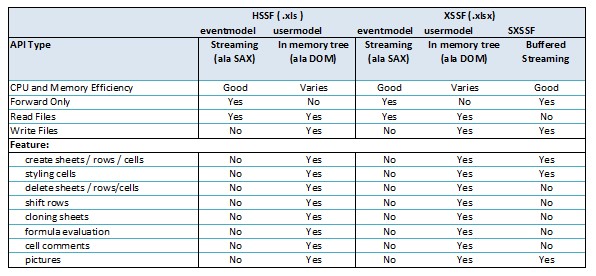 HSSF (.xls) XSSF (.xlsx)
eventmodel usermodel eventmodel usermodel SXSSF
API Type Streaming (ala SAX) In memory tree (ala DOM) Streaming (ala SAX) In memory tree (ala DOM) Buffered Streaming
CPU and Memory Efficiency Good Varies Good Varies Good
Forward Only Yes No Yes No Yes
Read Files Yes Yes Yes Yes No
Write Files No Yes No Yes Yes
Feature:
create sheets / rows / cells No Yes No Yes Yes
styling cells No Yes No Yes Yes
delete sheets / rows/cells No Yes No Yes No
shift rows No Yes No Yes No
cloning sheets No Yes No Yes No
formula evaluation No Yes No Yes No
cell comments No Yes No Yes No
pictures No Yes No Yes Yes